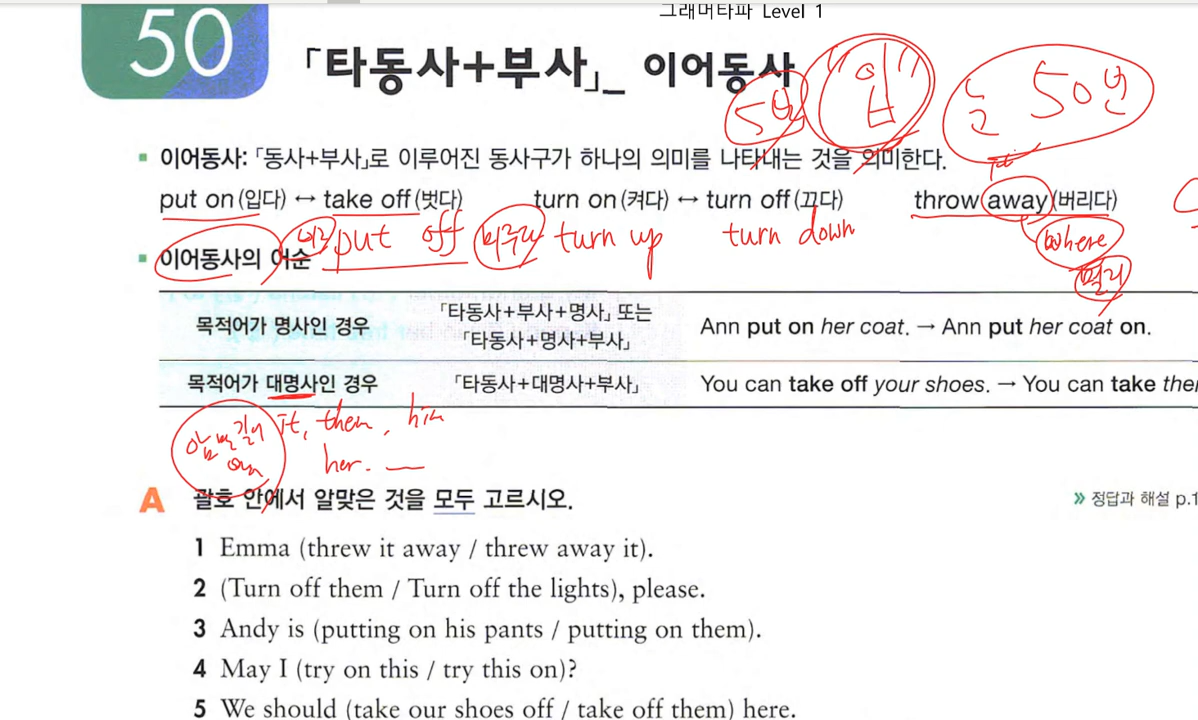 그래머타파 Level 1
50
「타동사+부사」_ 이어동사
5번 "입" 눈 50번
이어동사: 「동사+부사」로 이루어진 동사구가 하나의 의미를 나타내는 것을 의미한다.
put on (입다) ↔ take off (벗다) turn on (켜다) ↔ turn off (끄다) throw away (버리다)
put off 미루다 turn up turn down where
멀리
이어동사의 어순
목적어가 명사인 경우 「타동사+부사+명사」 또는 「타동사+명사+부사」 Ann put on her coat. → Ann put her coat on.
목적어가 대명사인 경우 「타동사+대명사+부사」 You can take off your shoes. → You can take
it, them, him
her.
A 괄호 안에서 알맞은 것을 모두 고르시오.
» 정답과 해설 p.1
1 Emma (threw it away / threw away it).
2 (Turn off them / Turn off the lights), please.
3 Andy is (putting on his pants / putting on them).
4 May I (try on this / try this on)?
5 We should (take our shoes off / take off them) here.